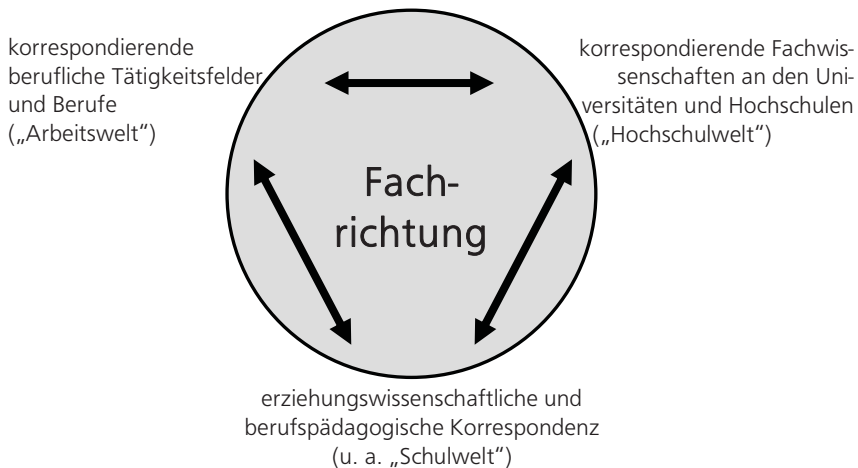 korrespondierende
berufliche Tätigkeitsfelder
und Berufe
(„Arbeitswelt“)
korrespondierende Fachwis-
senschaften an den Uni-
versitäten und Hochschulen
(„Hochschulwelt“)
Fach-
richtung
erziehungswissenschaftliche und
berufspädagogische Korrespondenz
(u. a. „Schulwelt“)